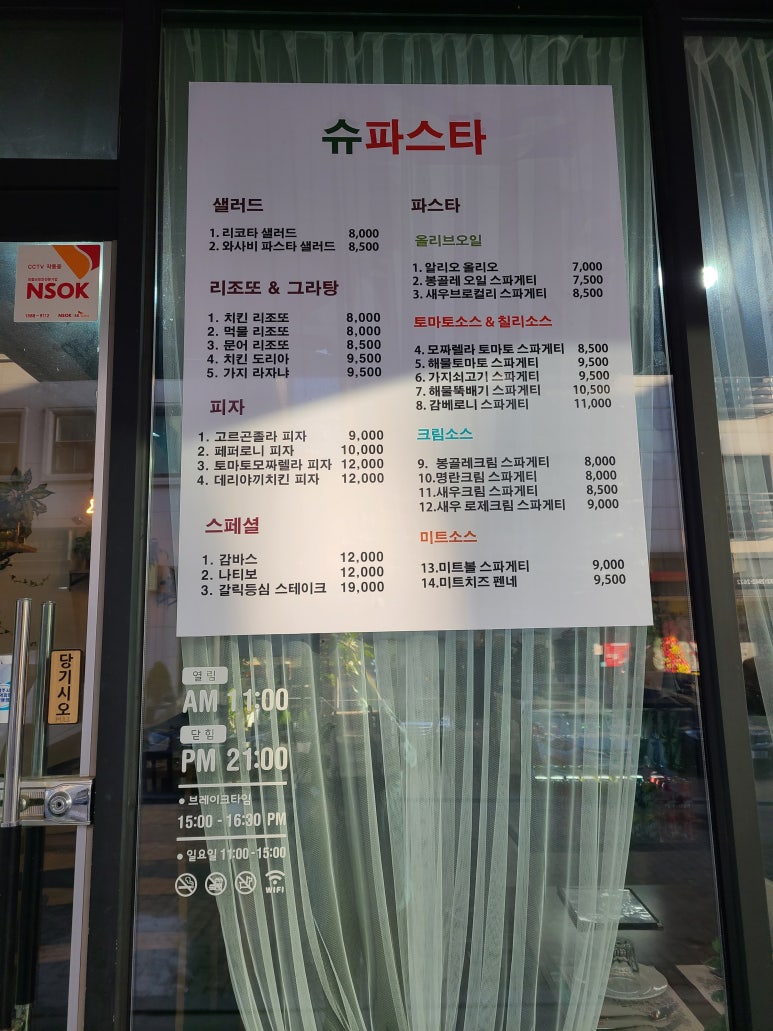 슈파스타
샐러드
1. 리코타 샐러드 8,000
2. 와사비 파스타 샐러드 8,500
리조또 & 그라탕
1. 치킨 리조또 8,000
2. 먹물 리조또 8,000
3. 문어 리조또 8,500
4. 치킨 도리아 9,500
5. 가지 라자냐 9,500
피자
1. 고르곤졸라 피자 9,000
2. 페퍼로니 피자 10,000
3. 토마토모짜렐라 피자 12,000
4. 데리야끼치킨 피자 12,000
스페셜
1. 감바스 12,000
2. 나티보 12,000
3. 갈릭등심 스테이크 19,000
파스타
올리브오일
1. 알리오 올리오 7,000
2. 봉골레 오일 스파게티 7,500
3. 새우브로컬리 스파게티 8,500
토마토소스 & 칠리소스
4. 모짜렐라 토마토 스파게티 8,500
5. 해물토마토 스파게티 9,500
6. 가지쇠고기 스파게티 9,500
7. 해물뚝배기 스파게티 10,500
8. 감베로니 스파게티 11,000
크림소스
9. 봉골레크림 스파게티 8,000
10.명란크림 스파게티 8,000
11.새우크림 스파게티 8,500
12.새우 로제크림 스파게티 9,000
미트소스
13.미트볼 스파게티 9,000
14.미트치즈 펜네 9,500
열림
AM 11:00
닫힘
PM 21:00
• 브레이크타임
15:00 - 16:30 PM
• 일요일 11:00-15:00
WIFI
CCTV 작동중
NSOK
당기시오
PULL